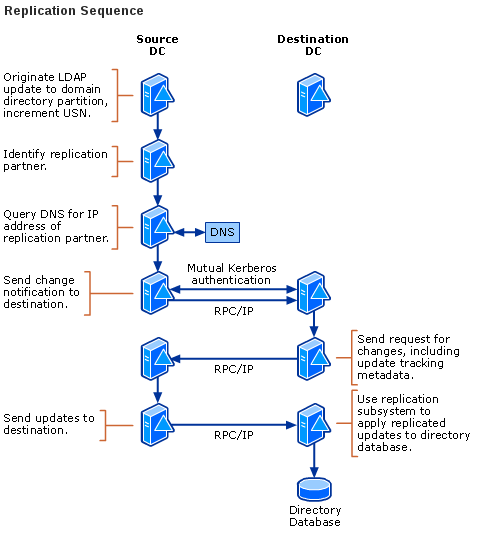 Replication Sequence
Source
DC
Destination
DC
Originate LDAP
update to domain
directory partition,
increment USN.
Identify replication
partner.
Query DNS for IP
address of
replication partner.
DNS
Send change
notification to
destination.
Mutual Kerberos
authentication
RPC/IP
Send request for
changes, including
update tracking
metadata.
RPC/IP
Send updates to
destination.
RPC/IP
Use replication
subsystem to
apply replicated
updates to directory
database.
Directory
Database